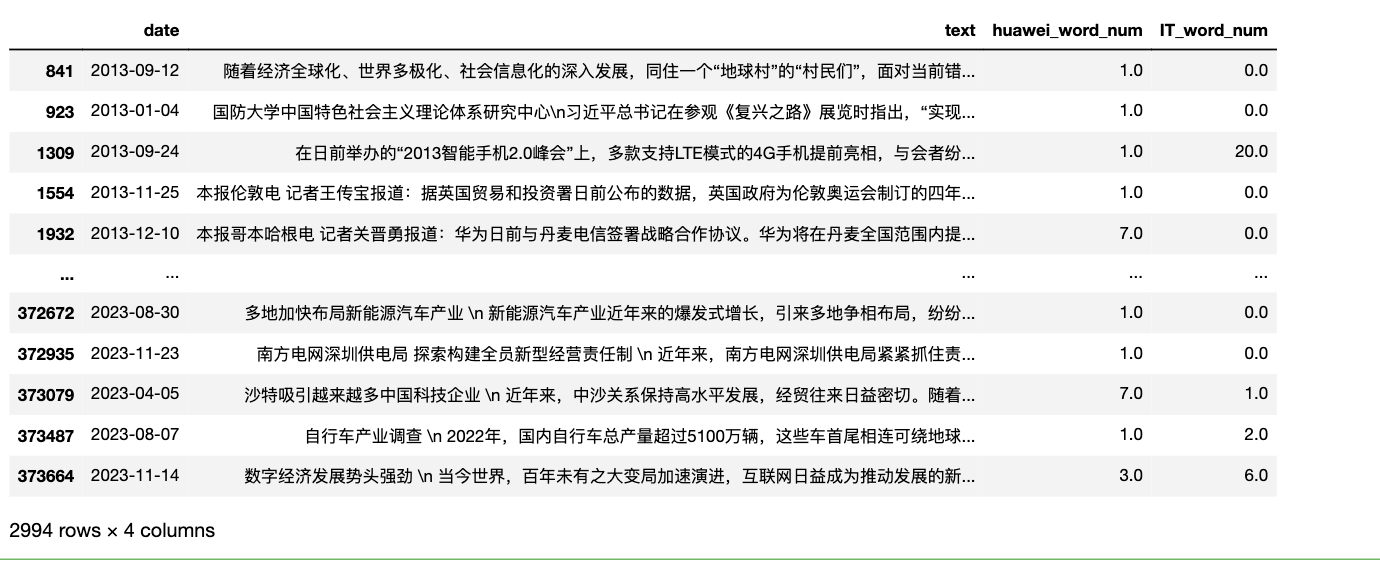 date text huawei_word_num IT_word_num
841 2013-09-12 随着经济全球化、世界多极化、社会信息化的深入发展，同住一个“地球村”的“村民们”，面对当前错... 1.0 0.0
923 2013-01-04 国防大学中国特色社会主义理论体系研究中心\n习近平总书记在参观《复兴之路》展览时指出，“实现... 1.0 0.0
1309 2013-09-24 在日前举办的“2013智能手机2.0峰会”上，多款支持LTE模式的4G手机提前亮相，与会者纷... 1.0 20.0
1554 2013-11-25 本报伦敦电 记者王传宝报道：据英国贸易和投资署日前公布的数据，英国政府为伦敦奥运会制订的四年... 1.0 0.0
1932 2013-12-10 本报哥本哈根电 记者关晋勇报道：华为日前与丹麦电信签署战略合作协议。华为将在丹麦全国范围内提... 7.0 0.0
... ... ... ... ...
372672 2023-08-30 多地加快布局新能源汽车产业 \n 新能源汽车产业近年来的爆发式增长，引来多地争相布局，纷纷... 1.0 0.0
372935 2023-11-23 南方电网深圳供电局 探索构建全员新型经营责任制 \n 近年来，南方电网深圳供电局紧紧抓住责... 1.0 0.0
373079 2023-04-05 沙特吸引越来越多中国科技企业 \n 近年来，中沙关系保持高水平发展，经贸往来日益密切。随着... 7.0 1.0
373487 2023-08-07 自行车产业调查 \n 2022年，国内自行车总产量超过5100万辆，这些车首尾相连可绕地球... 1.0 2.0
373664 2023-11-14 数字经济发展势头强劲 \n 当今世界，百年未有之大变局加速演进，互联网日益成为推动发展的新... 3.0 6.0
2994 rows × 4 columns